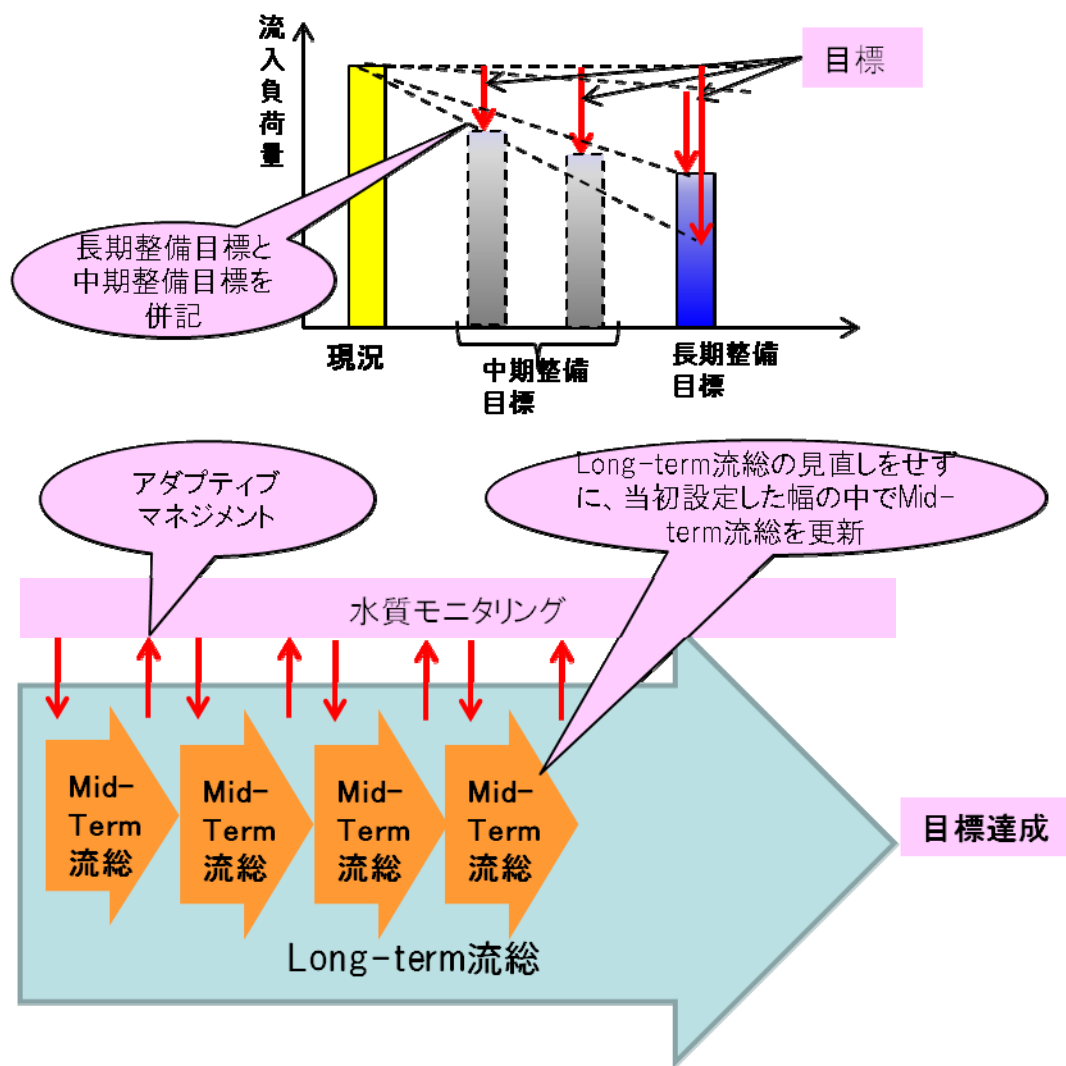 流入負荷量
目標
長期整備目標と
中期整備目標を
併記
現況
中期整備
目標
長期整備
目標
アダプティブ
マネジメント
Long-term流総の見直しをせず
に、当初設定した幅の中でMid-
term流総を更新
水質モニタリング
Mid-
Term
流総
Mid-
Term
流総
Mid-
Term
流総
Mid-
Term
流総
目標達成
Long-term流総